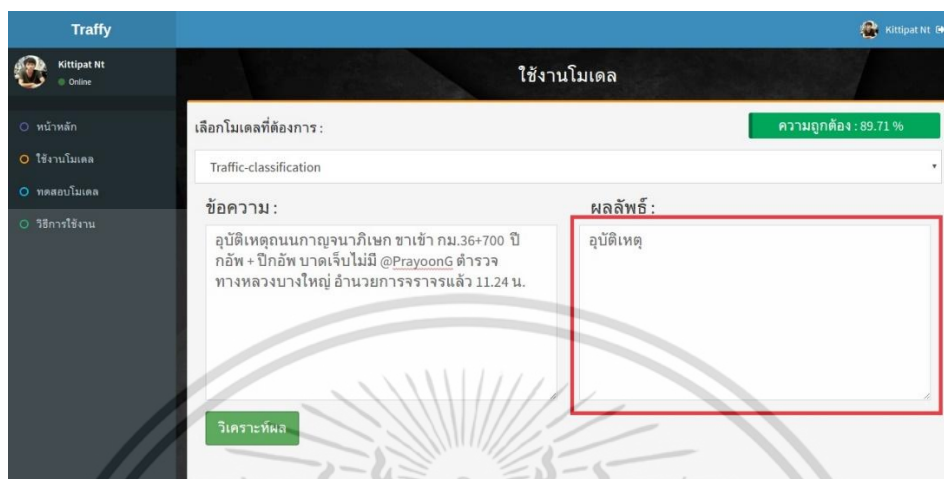 Traffy
Kittipat Nt
Kittipat Nt
Online
ใช้งานโมเดล
หน้าหลัก
ใช้งานโมเดล
ทดสอบโมเดล
วิธีการใช้งาน
เลือกโมเดลที่ต้องการ :
ความถูกต้อง : 89.71 %
Traffic-classification
ข้อความ :
อุบัติเหตุถนนกาญจนาภิเษก ขาเข้า กม.36+700 ปิ
กอัพ + ปิกอัพ บาดเจ็บไม่มี @PrayoonG ตำรวจ
ทางหลวงบางใหญ่ อำนวยการจราจรแล้ว 11.24 น.
ผลลัพธ์ :
อุบัติเหตุ
วิเคราะห์ผล